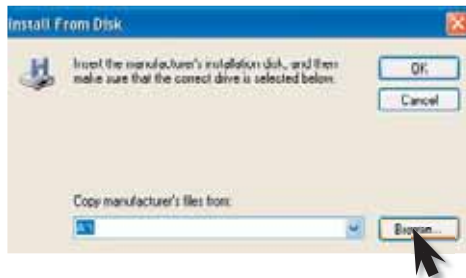 Install From Disk
Insert the manufacturer's installation disk, and then
make sure that the correct drive is selected below.
OK
Cancel
Copy manufacturer's files from:
A:\
Browse...